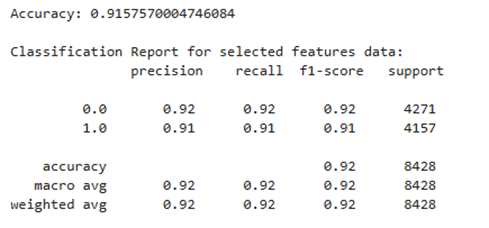 Accuracy: 0.9157570004746084
Classification Report for selected features data:
precision recall f1-score support
0.0 0.92 0.92 0.92 4271
1.0 0.91 0.91 0.91 4157
accuracy 0.92 8428
macro avg 0.92 0.92 0.92 8428
weighted avg 0.92 0.92 0.92 8428